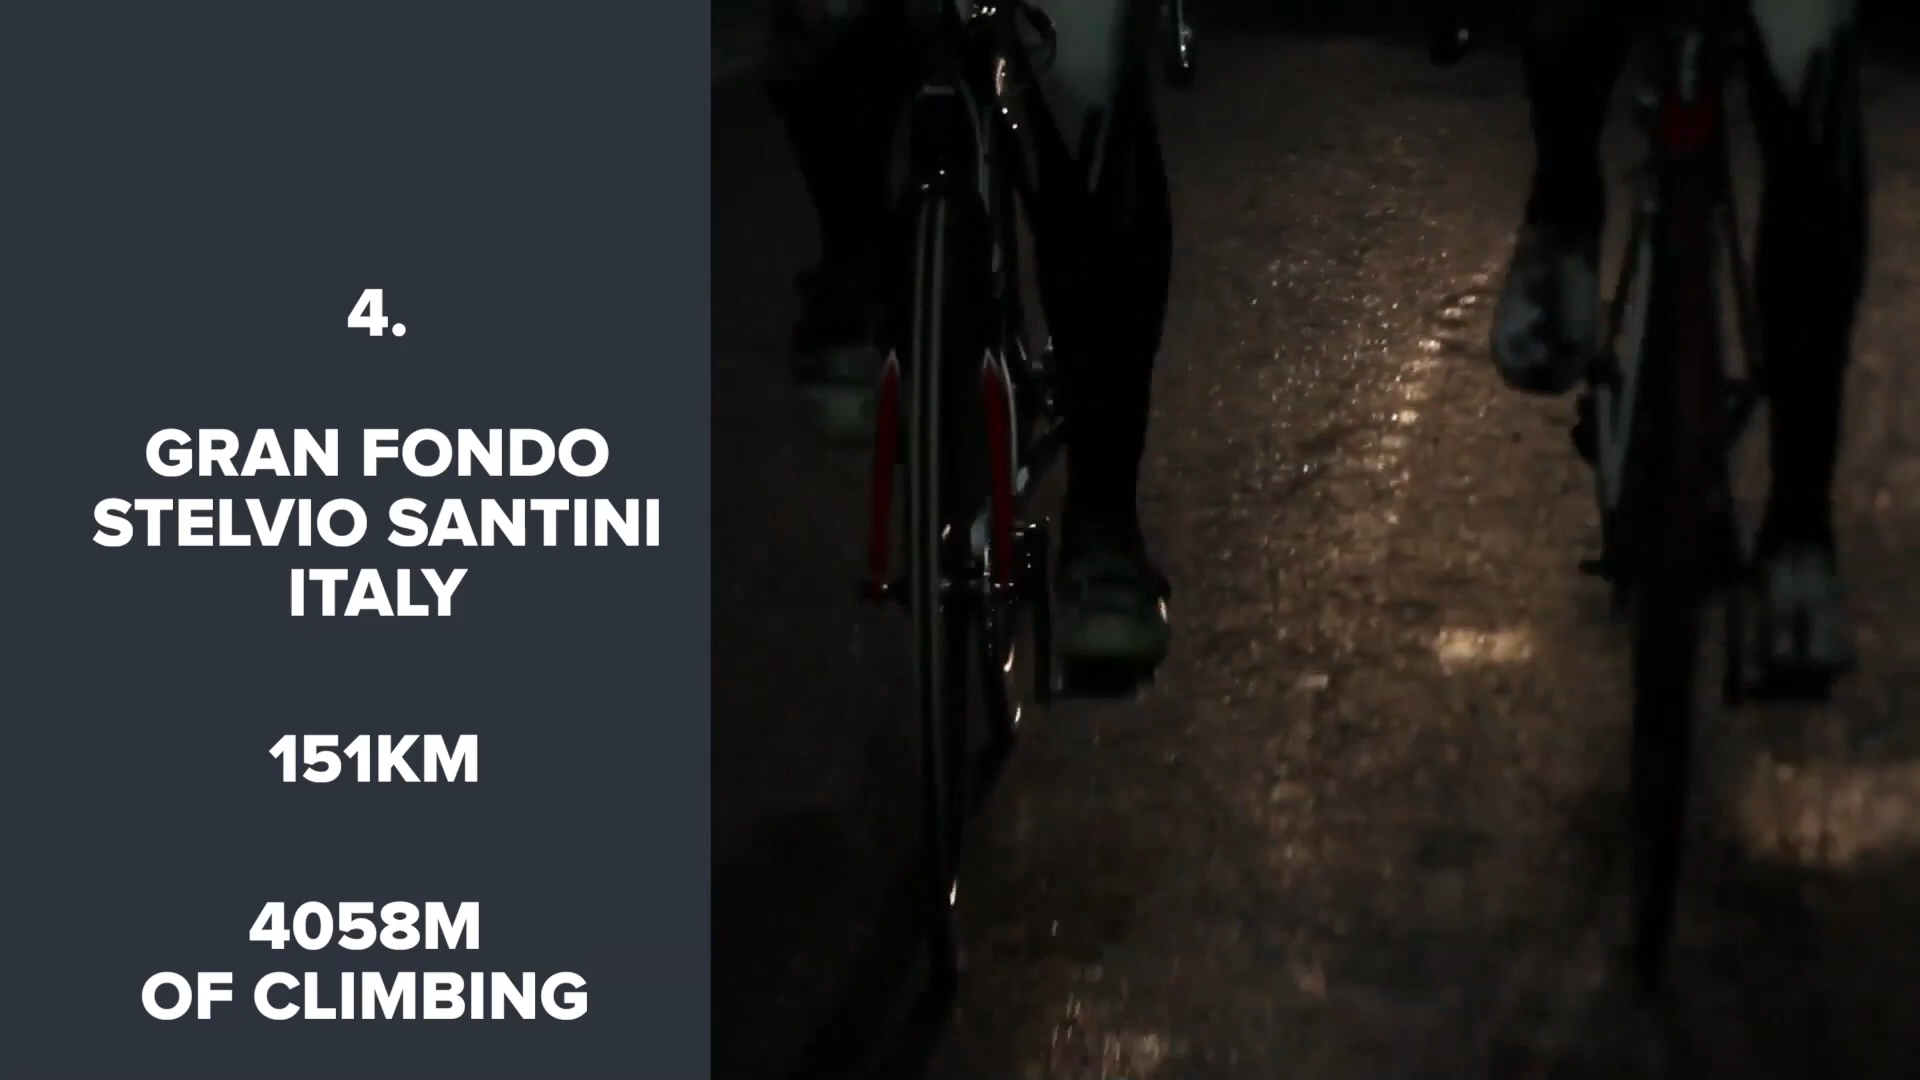 4.
GRAN FONDO
STELVIO SANTINI
ITALY
151KM
4058M
OF CLIMBING